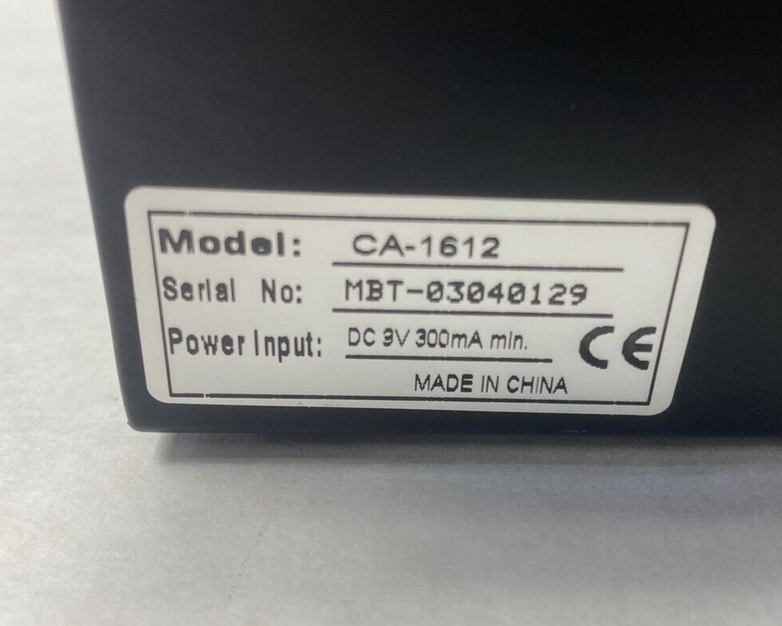 Model: CA-1612
Serial No: MBT-03040129
Power Input: DC 9V 300mA min.
CE
MADE IN CHINA